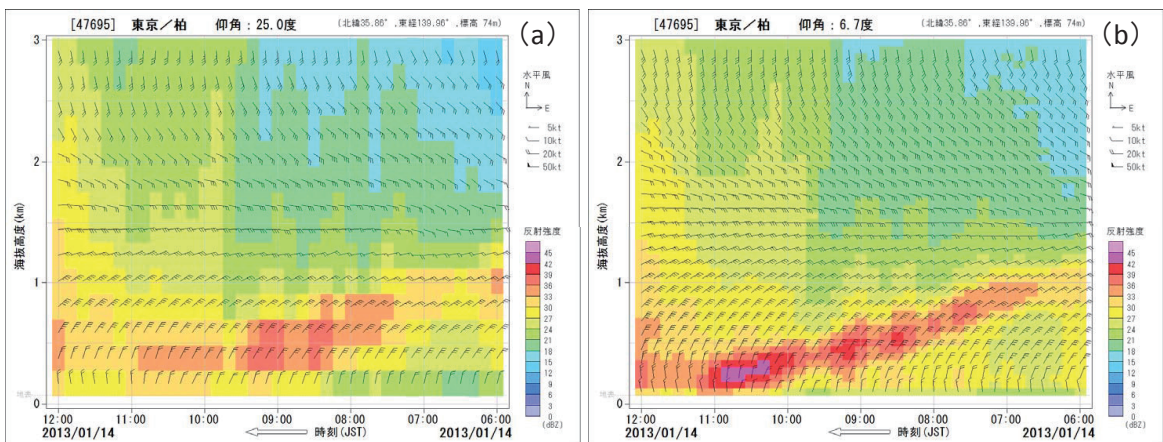 [47695] 東京／柏 仰角：25.0度 (北緯35.86°,東経139.96°,標高 74m)
(a)
水平風
N
E
5kt
10kt
20kt
50kt
反射強度
45
42
39
36
33
30
27
24
21
18
15
12
9
6
3
0
(dBZ)
海抜高度(km)
3
2
1
0
12:00 11:00 10:00 09:00 08:00 07:00 06:00
2013/01/14 時刻(JST) 2013/01/14
[47695] 東京／柏 仰角：6.7度 (北緯35.86°,東経139.96°,標高 74m)
(b)
水平風
N
E
5kt
10kt
20kt
50kt
反射強度
45
42
39
36
33
30
27
24
21
18
15
12
9
6
3
0
(dBZ)
海抜高度(km)
3
2
1
0
12:00 11:00 10:00 09:00 08:00 07:00 06:00
2013/01/14 時刻(JST) 2013/01/14